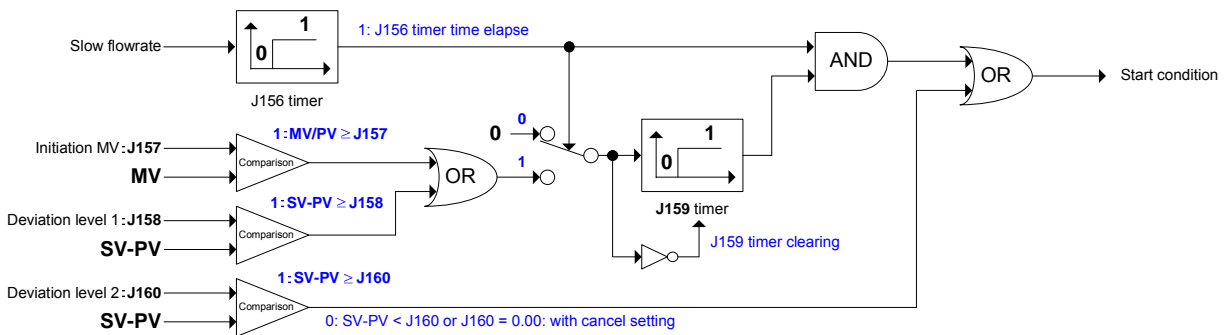 Slow flowrate
0
1
J156 timer
1: J156 timer time elapse
AND
OR
Start condition
Initiation MV:J157
MV
Comparison
1:MV/PV ≥ J157
OR
0
0
1
0
1
J159 timer
J159 timer clearing
Deviation level 1:J158
SV-PV
Comparison
1:SV-PV ≥ J158
Deviation level 2:J160
SV-PV
Comparison
1:SV-PV ≥ J160
0: SV-PV < J160 or J160 = 0.00: with cancel setting